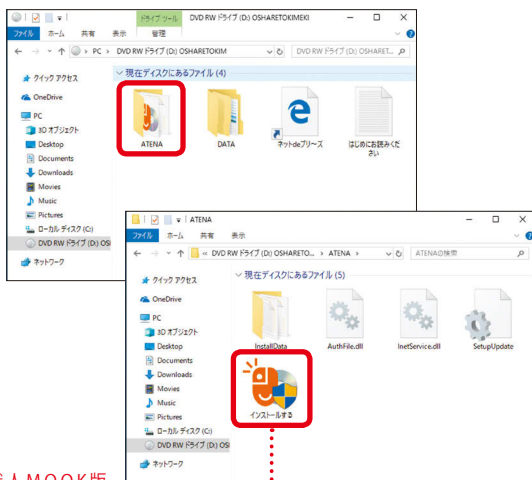 ドライブ ツール
DVD RW ドライブ (D:) OSHARETOKIMEKI
ファイル
ホーム
共有
表示
管理
PC
DVD RW ドライブ (D:) OSHARETOKIM
DVD RW ドライブ (D:) OSHARET...
クイック アクセス
OneDrive
PC
3D オブジェクト
Desktop
Documents
Downloads
Movies
Music
Pictures
ローカル ディスク (C:)
DVD RW ドライブ (D:) OS
ネットワーク
現在ディスクにあるファイル (4)
ATENA
DATA
ネットdeプリーズ
はじめにお読みくだ
さい
ATENA
ファイル
ホーム
共有
表示
« DVD RW ドライブ (D:) OSHARETO...
ATENA
ATENAの検索
クイック アクセス
OneDrive
PC
3D オブジェクト
Desktop
Documents
Downloads
Movies
Music
Pictures
ローカル ディスク (C:)
DVD RW ドライブ (D:) OSI
ネットワーク
現在ディスクにあるファイル (5)
InstallData
AuthFile.dll
InetService.dll
SetupUpdate
インストールする
人MOOK版